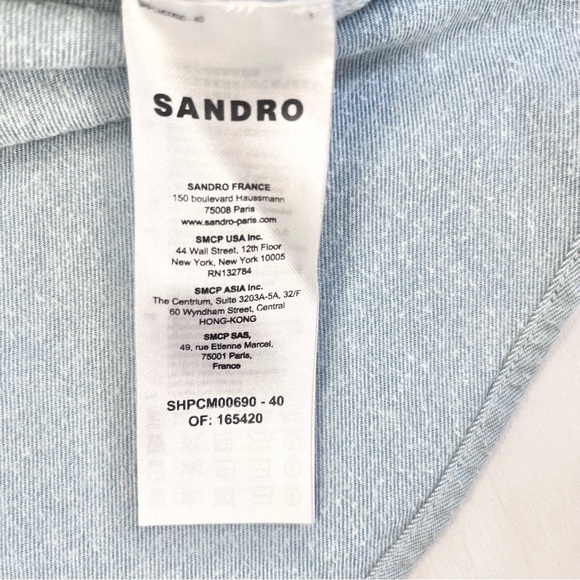 SANDRO
SANDRO FRANCE
150 boulevard Haussmann
75008 Paris
www.sandro-paris.com
SMCP USA Inc.
44 Wall Street, 12th Floor
New York, New York 10005
RN132784
SMCP ASIA Inc.
The Centrium, Suite 3203A-5A, 32/F
60 Wyndham Street, Central
HONG-KONG
SMCP SAS,
49, rue Etienne Marcel,
75001 Paris,
France
SHPCM00690 - 40
OF: 165420